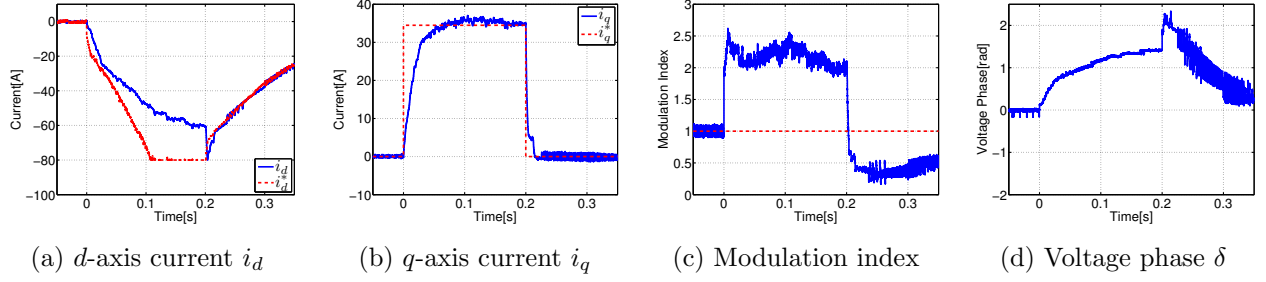 0
−20
−40
−60
−80
−100
0 0.1 0.2 0.3
Current[A]
Time[s]
i_d
i_d^*
40
30
20
10
0
−10
0 0.1 0.2 0.3
Current[A]
Time[s]
i_q
i_q^*
3
2.5
2
1.5
1
0.5
0
0 0.1 0.2 0.3
Modulation Index
Time[s]
2
1
0
−1
−2
0 0.1 0.2 0.3
Voltage Phase[rad]
Time[s]
(a) d-axis current i_d
(b) q-axis current i_q
(c) Modulation index
(d) Voltage phase δ